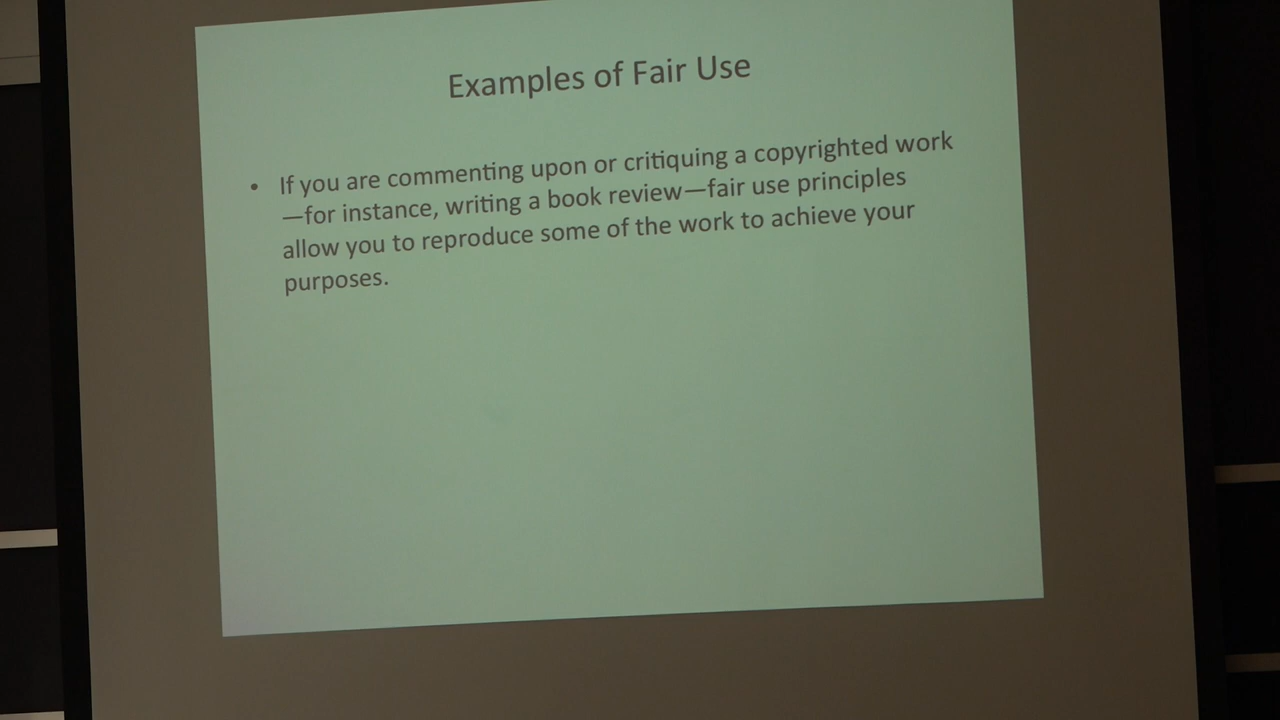 Examples of Fair Use
• If you are commenting upon or critiquing a copyrighted work
—for instance, writing a book review—fair use principles
allow you to reproduce some of the work to achieve your
purposes.